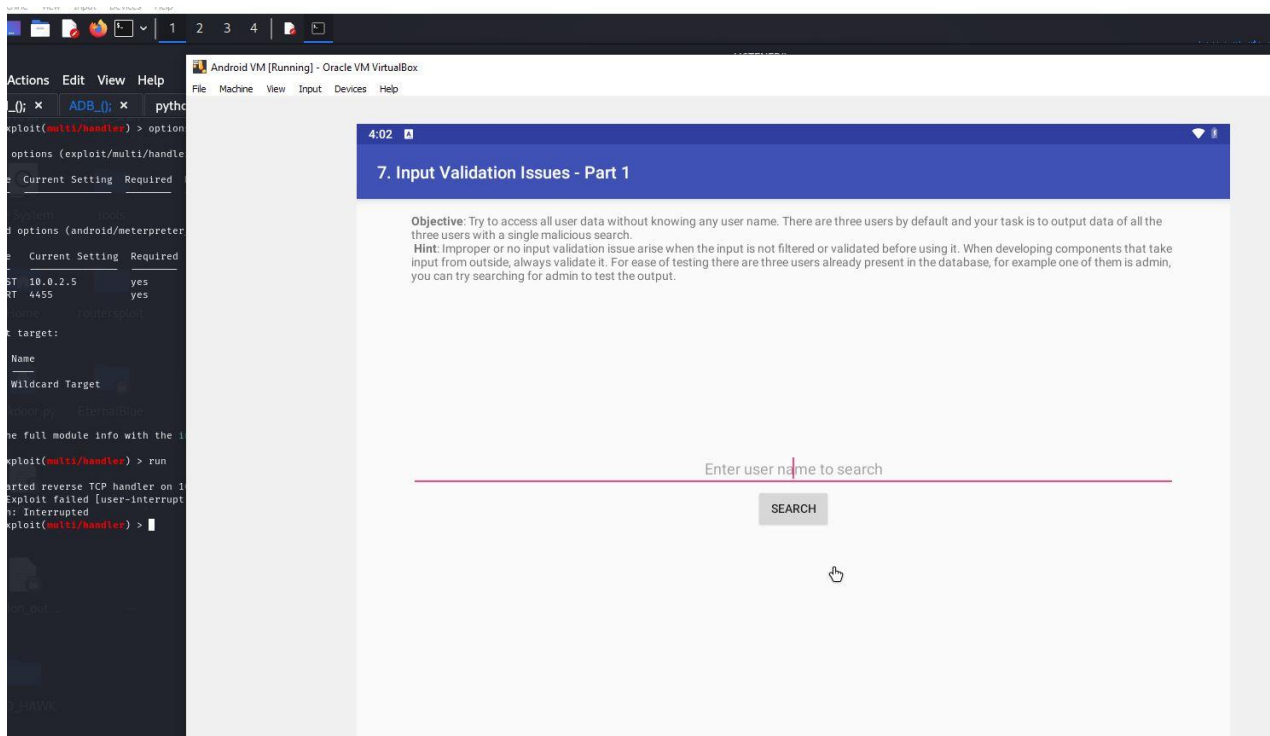 1 2 3 4
Actions Edit View Help
ADB_();
xploit(multi/handler) > option
options (exploit/multi/handle
Current Setting Required
d options (android/meterpreter
Current Setting Required
ST 10.0.2.5 yes
RT 4455 yes
t target:
Name
Wildcard Target
he full module info with the i
xploit(multi/handler) > run
arted reverse TCP handler on 1
Exploit failed [user-interrupt
n: Interrupted
xploit(multi/handler) >
Android VM [Running] - Oracle VM VirtualBox
File Machine View Input Devices Help
4:02
7. Input Validation Issues - Part 1
Objective: Try to access all user data without knowing any user name. There are three users by default and your task is to output data of all the
three users with a single malicious search.
Hint: Improper or no input validation issue arise when the input is not filtered or validated before using it. When developing components that take
input from outside, always validate it. For ease of testing there are three users already present in the database, for example one of them is admin,
you can try searching for admin to test the output.
Enter user name to search
SEARCH